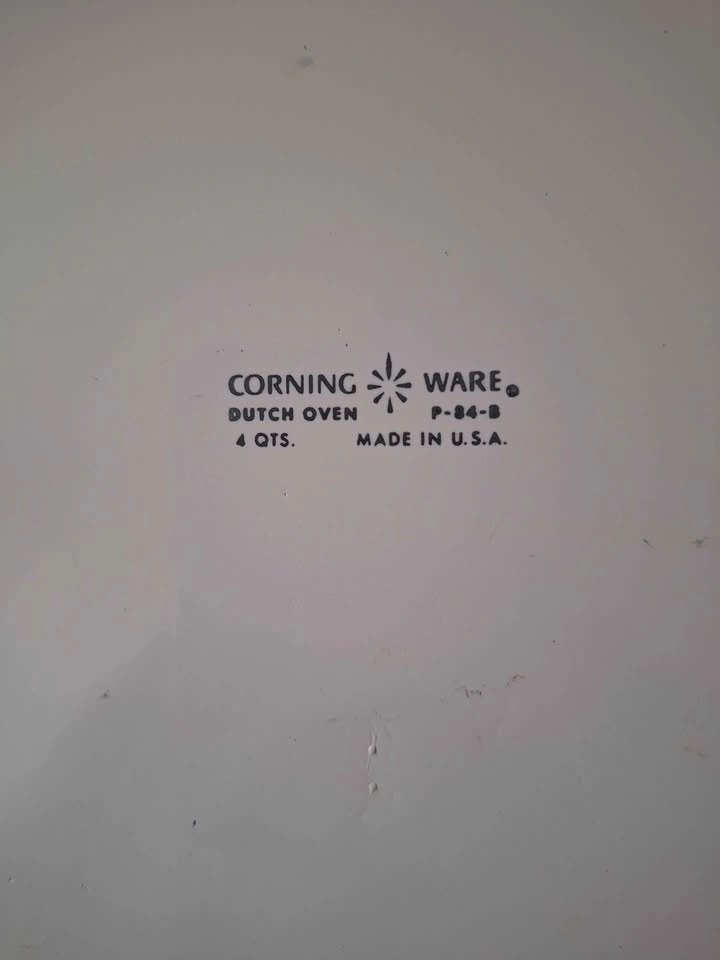 CORNING WARE®
DUTCH OVEN P-84-B
4 QTS. MADE IN U.S.A.